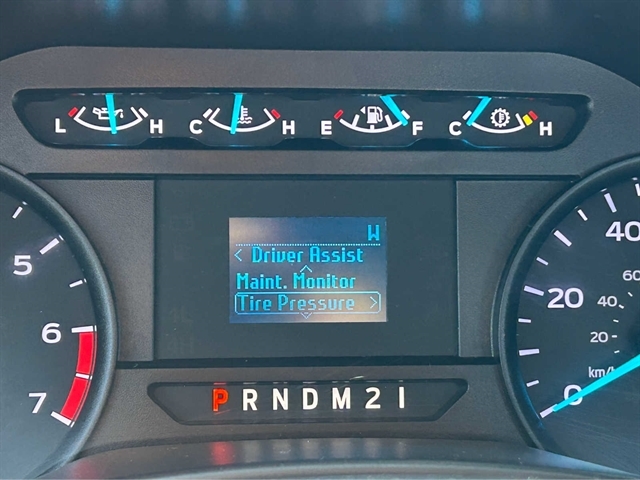 L H C H E F C H
W
< Driver Assist
Maint. Monitor
Tire Pressure >
5
6
7
40
60
20
40
20
km/
0
P R N D M 2 1